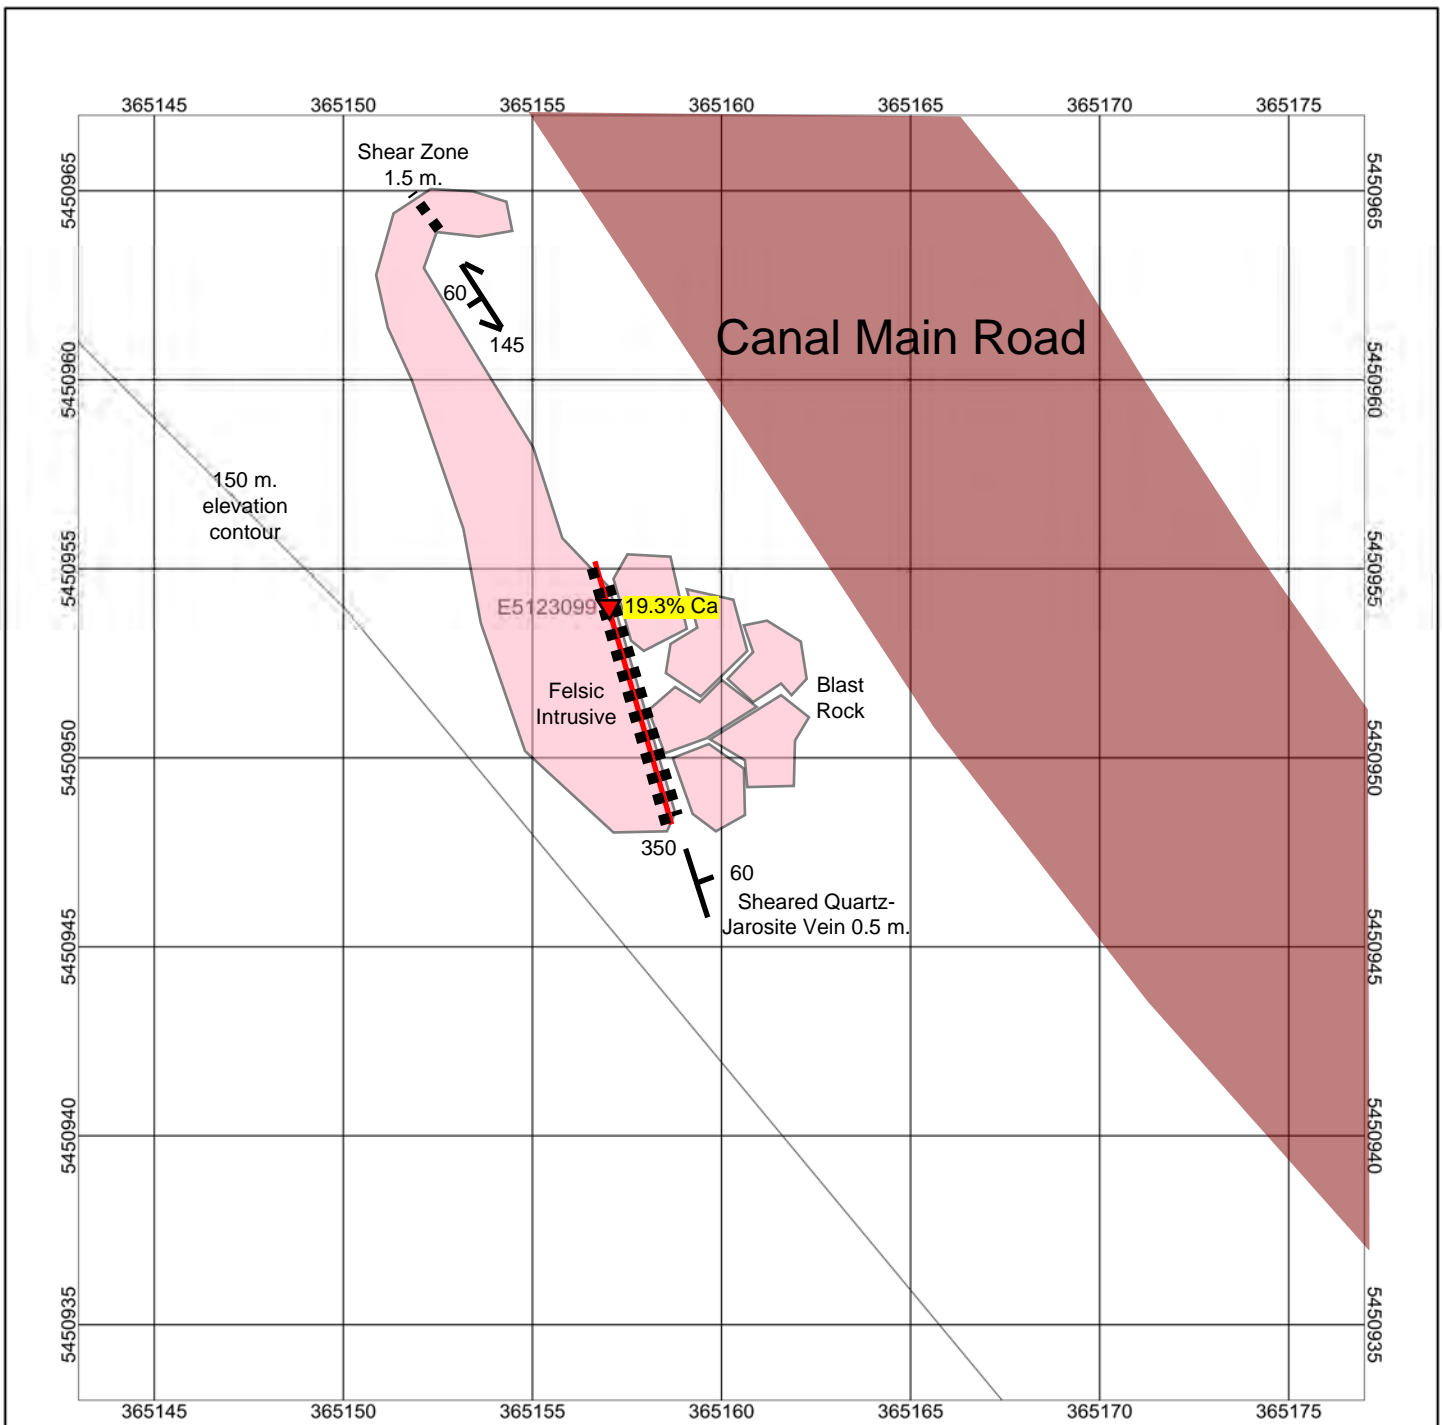 365145 365150 365155 365160 365165 365170 365175
Shear Zone
1.5 m.
5450965
5450965
60
145
Canal Main Road
5450960
5450960
150 m.
elevation
contour
5450955
5450955
E5123099
19.3% Ca
Felsic
Intrusive
Blast
Rock
5450950
5450950
350
60
Sheared Quartz-
Jarosite Vein 0.5 m.
5450945
5450945
5450940
5450940
5450935
5450935
365145 365150 365155 365160 365165 365170 365175